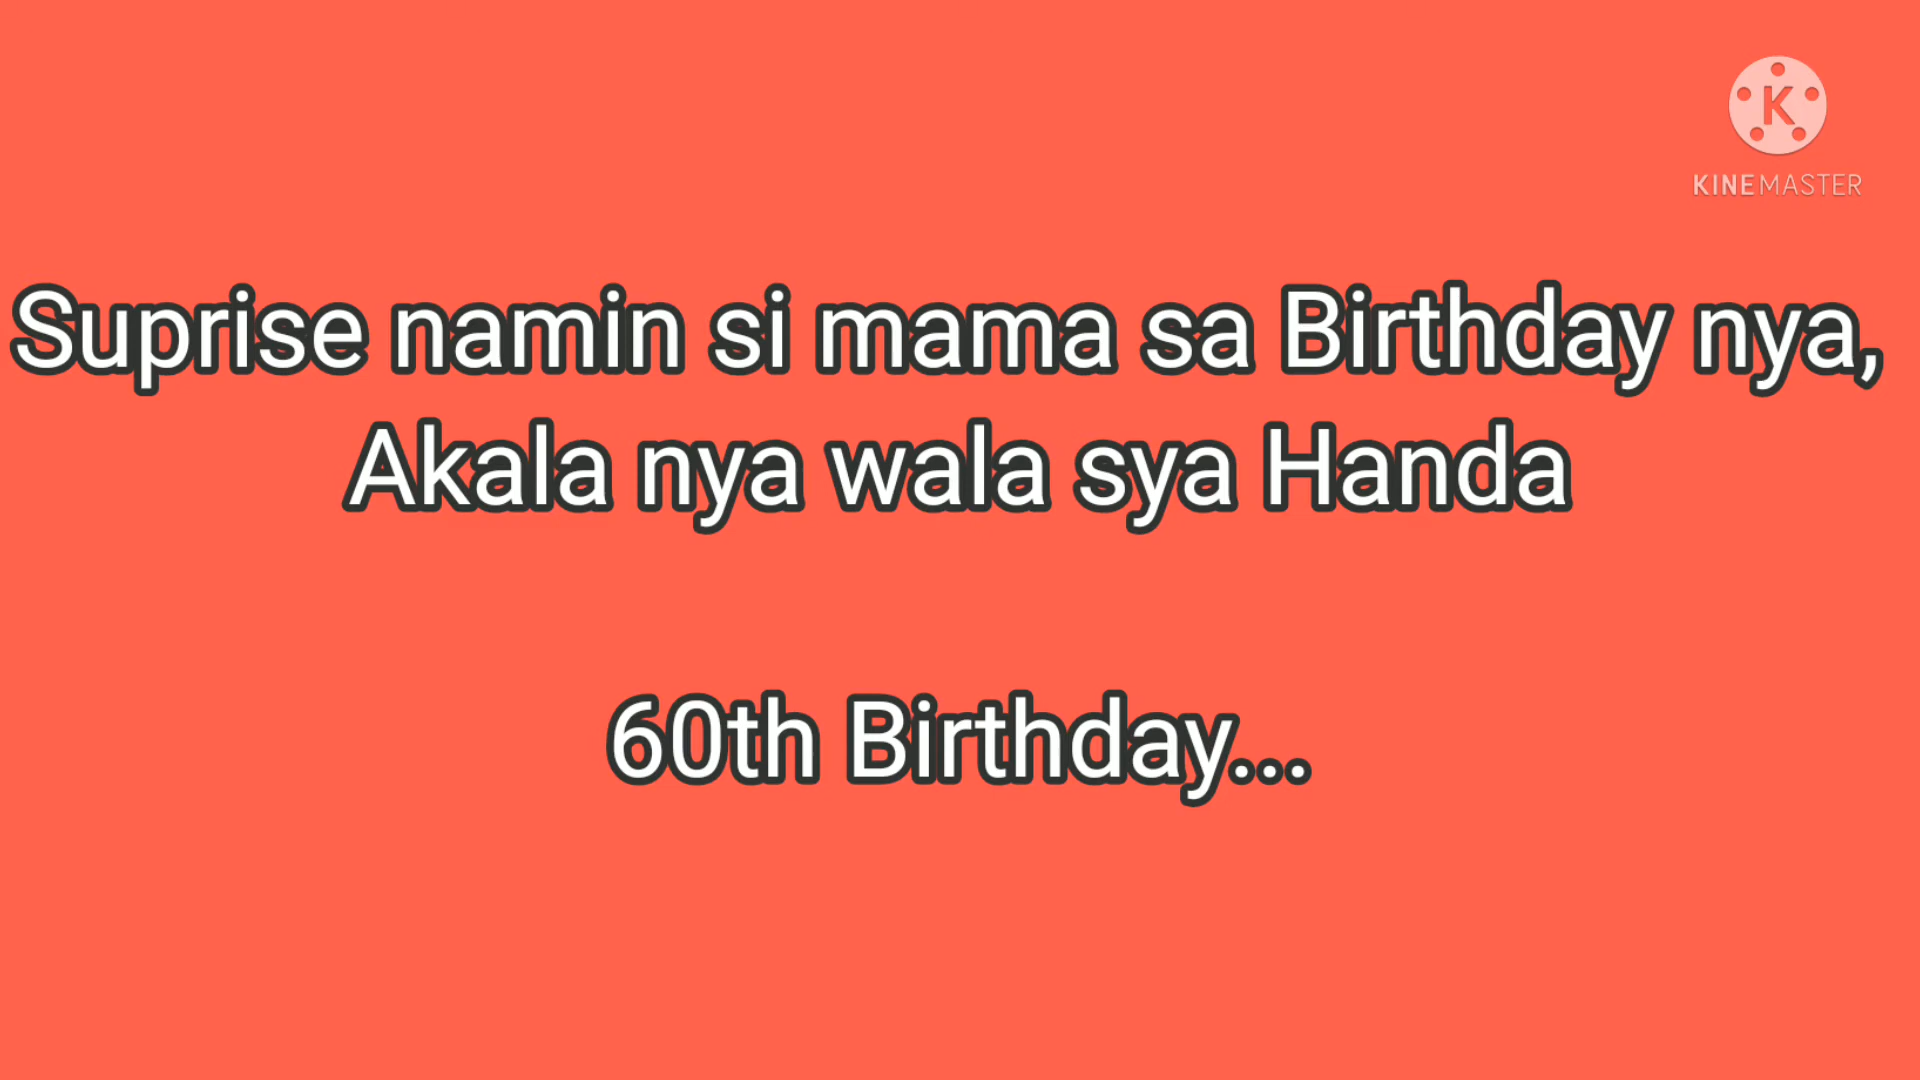 KINEMASTER
Suprise namin si mama sa Birthday nya,
Akala nya wala sya Handa
60th Birthday...